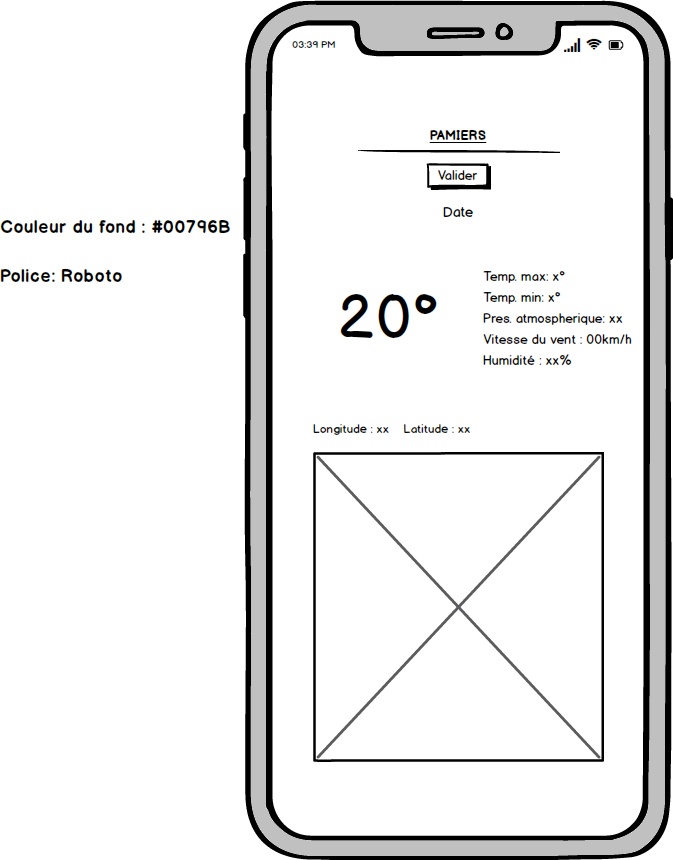 03:39 PM
PAMIERS
Valider
Date
Couleur du fond : #00796B
Police: Roboto
20°
Temp. max: x°
Temp. min: x°
Pres. atmospherique: xx
Vitesse du vent : 00km/h
Humidité : xx%
Longitude : xx Latitude : xx